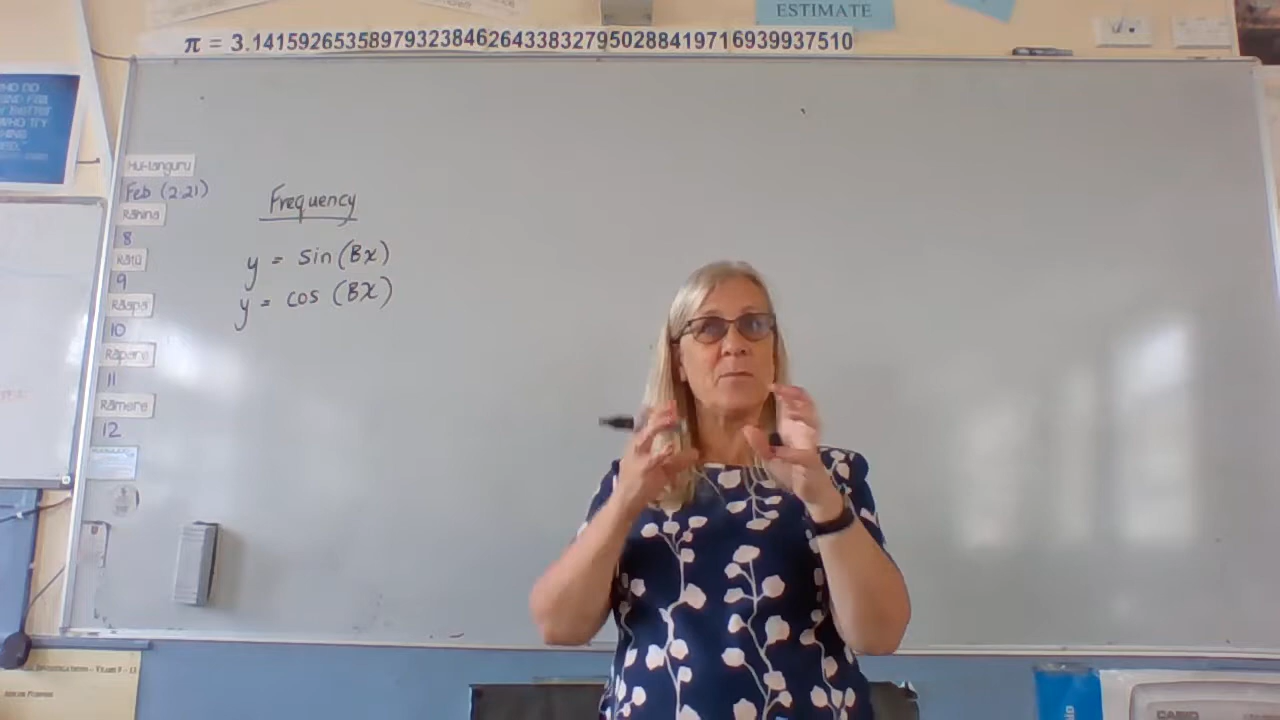 ESTIMATE
π = 3.14159265358979323846264338327950288419716939937510
Hui-tanguru
Feb (2.21)
Rāhina
8
Rātū
9
Rāapa
10
Rāpare
11
Rāmere
12
Frequency
y = sin (Bx)
y = cos (Bx)
CASIO